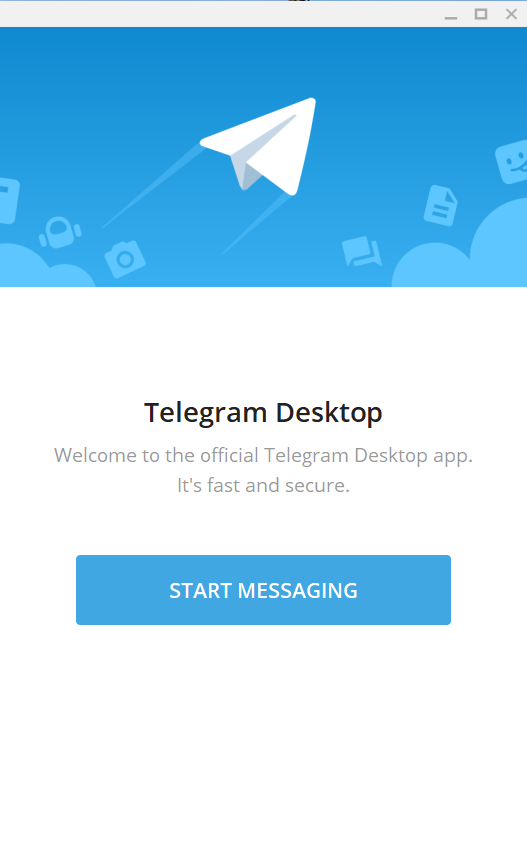 Telegram Desktop
Welcome to the official Telegram Desktop app.
It's fast and secure.
START MESSAGING